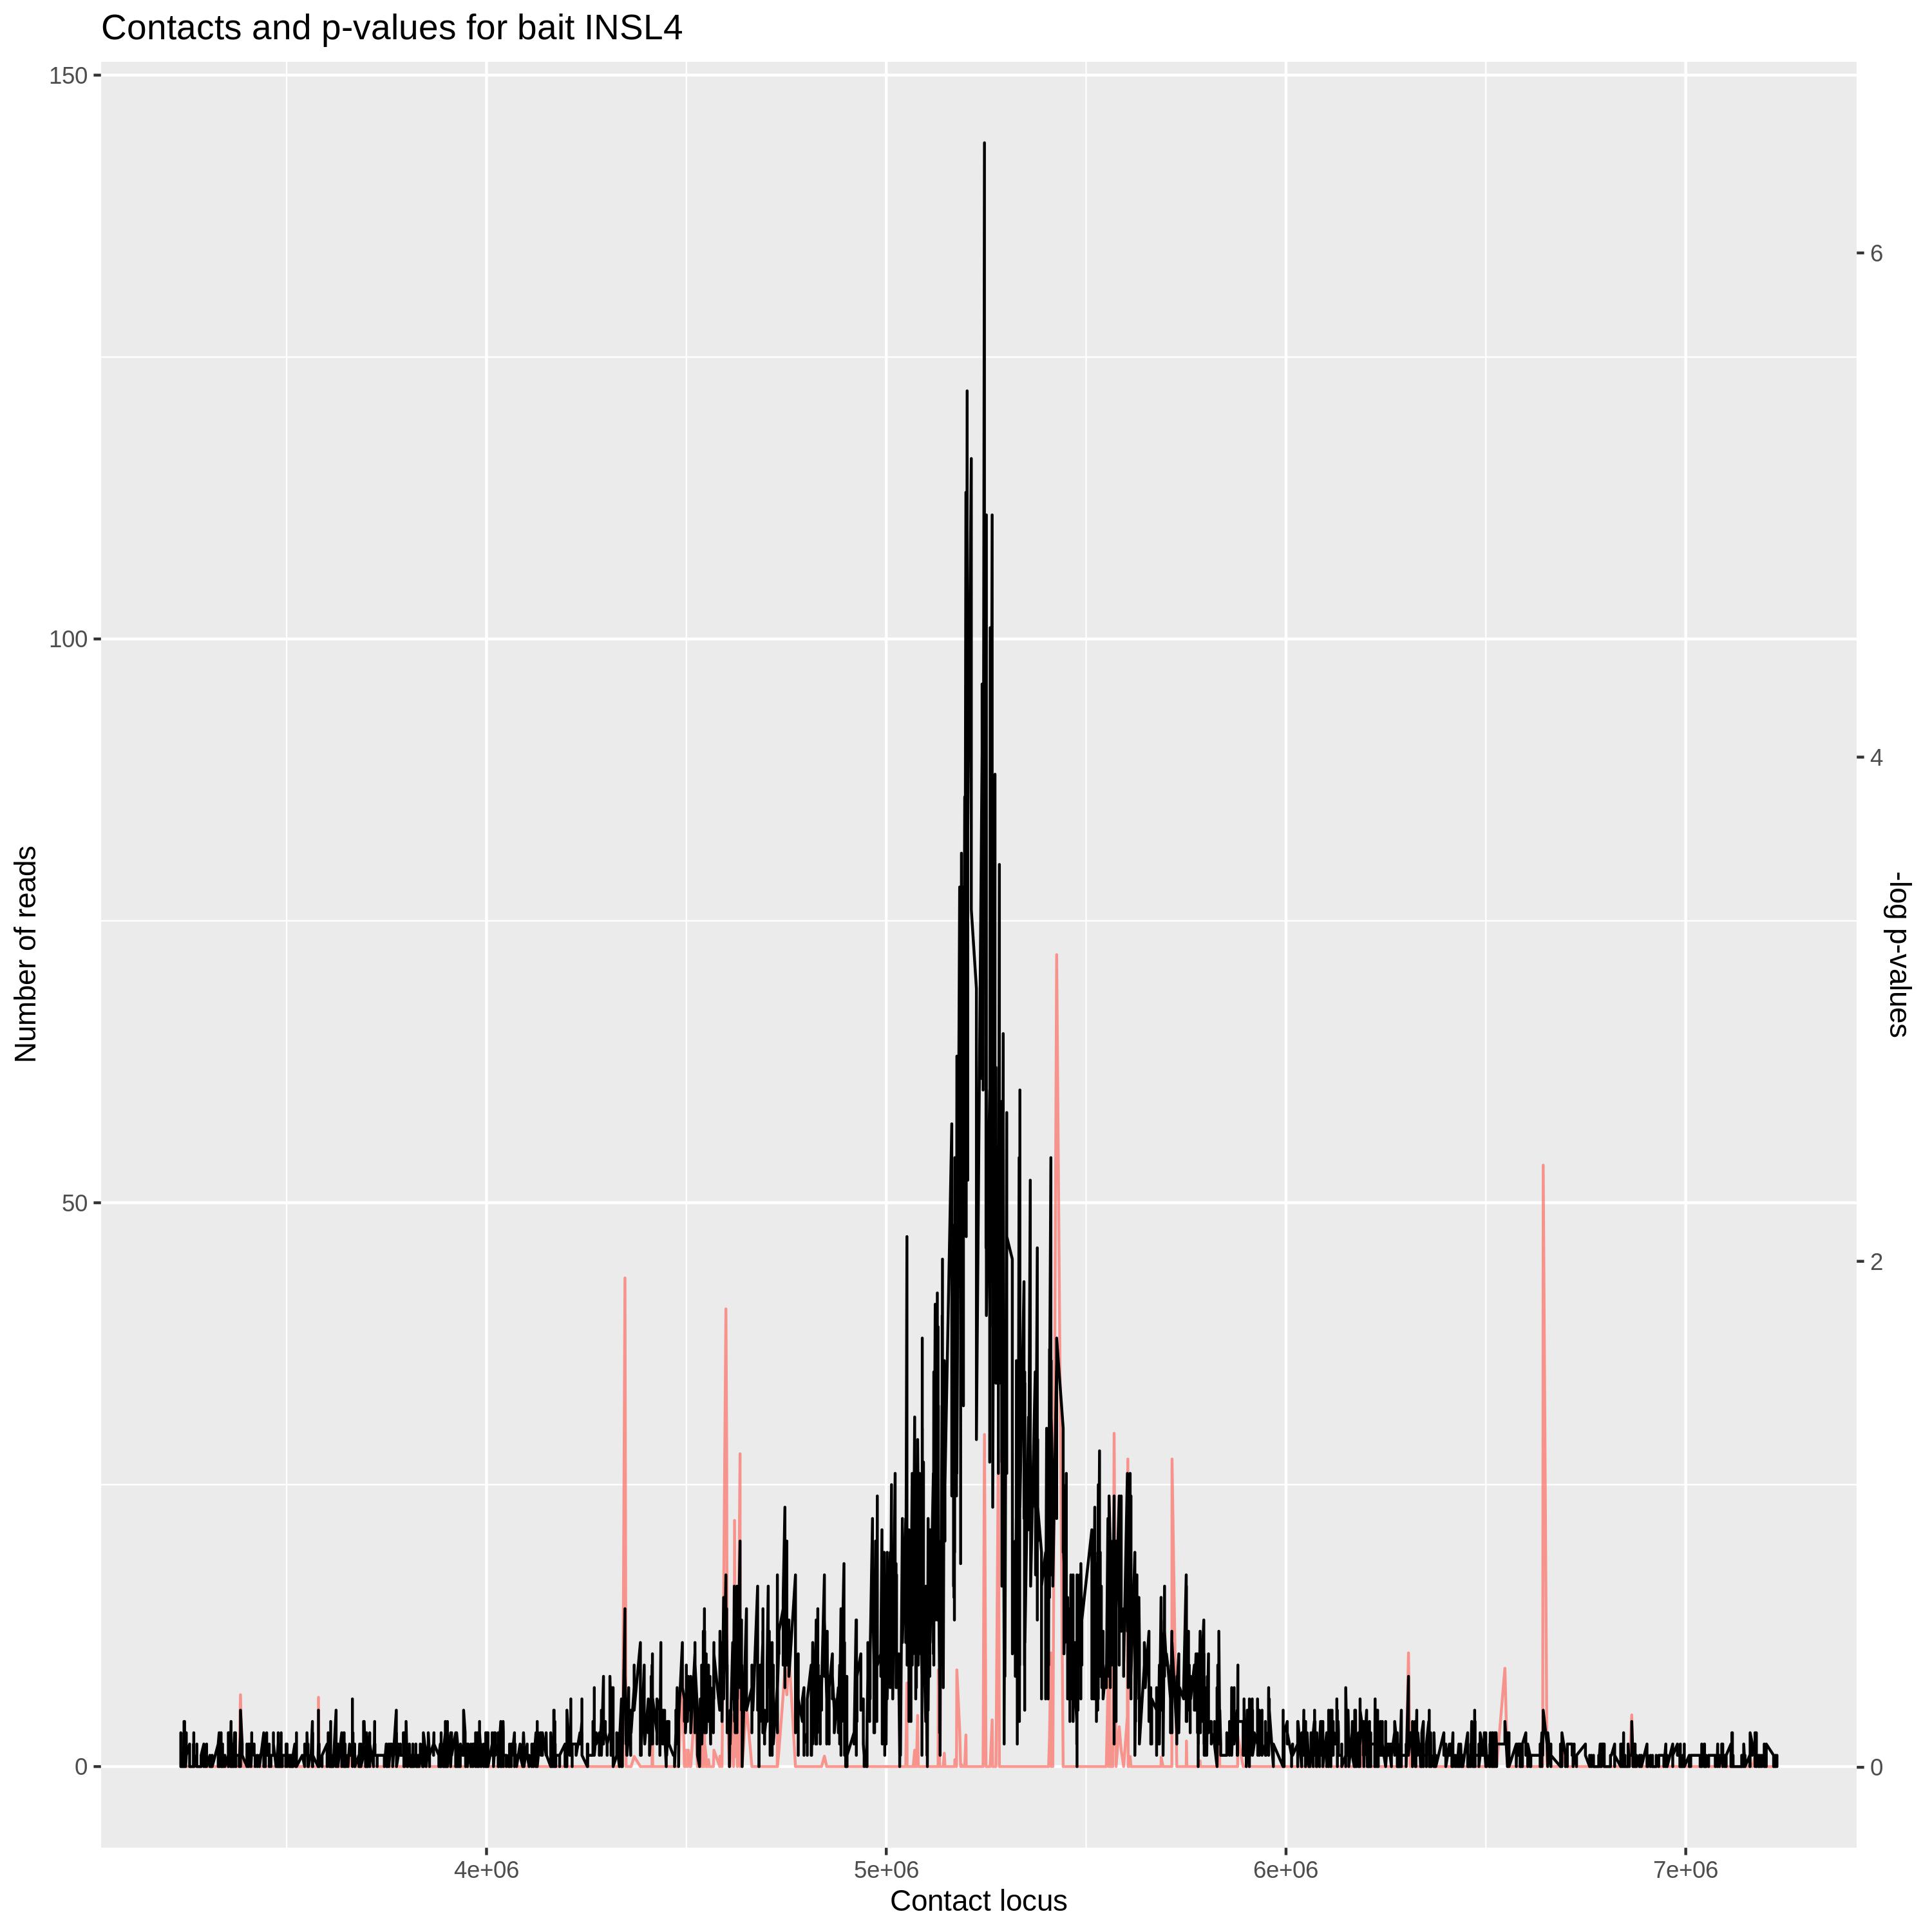 Contacts and p-values for bait INSL4
150
100
50
0
Number of reads
6
4
2
0
-log p-values
4e+06
5e+06
6e+06
7e+06
Contact locus